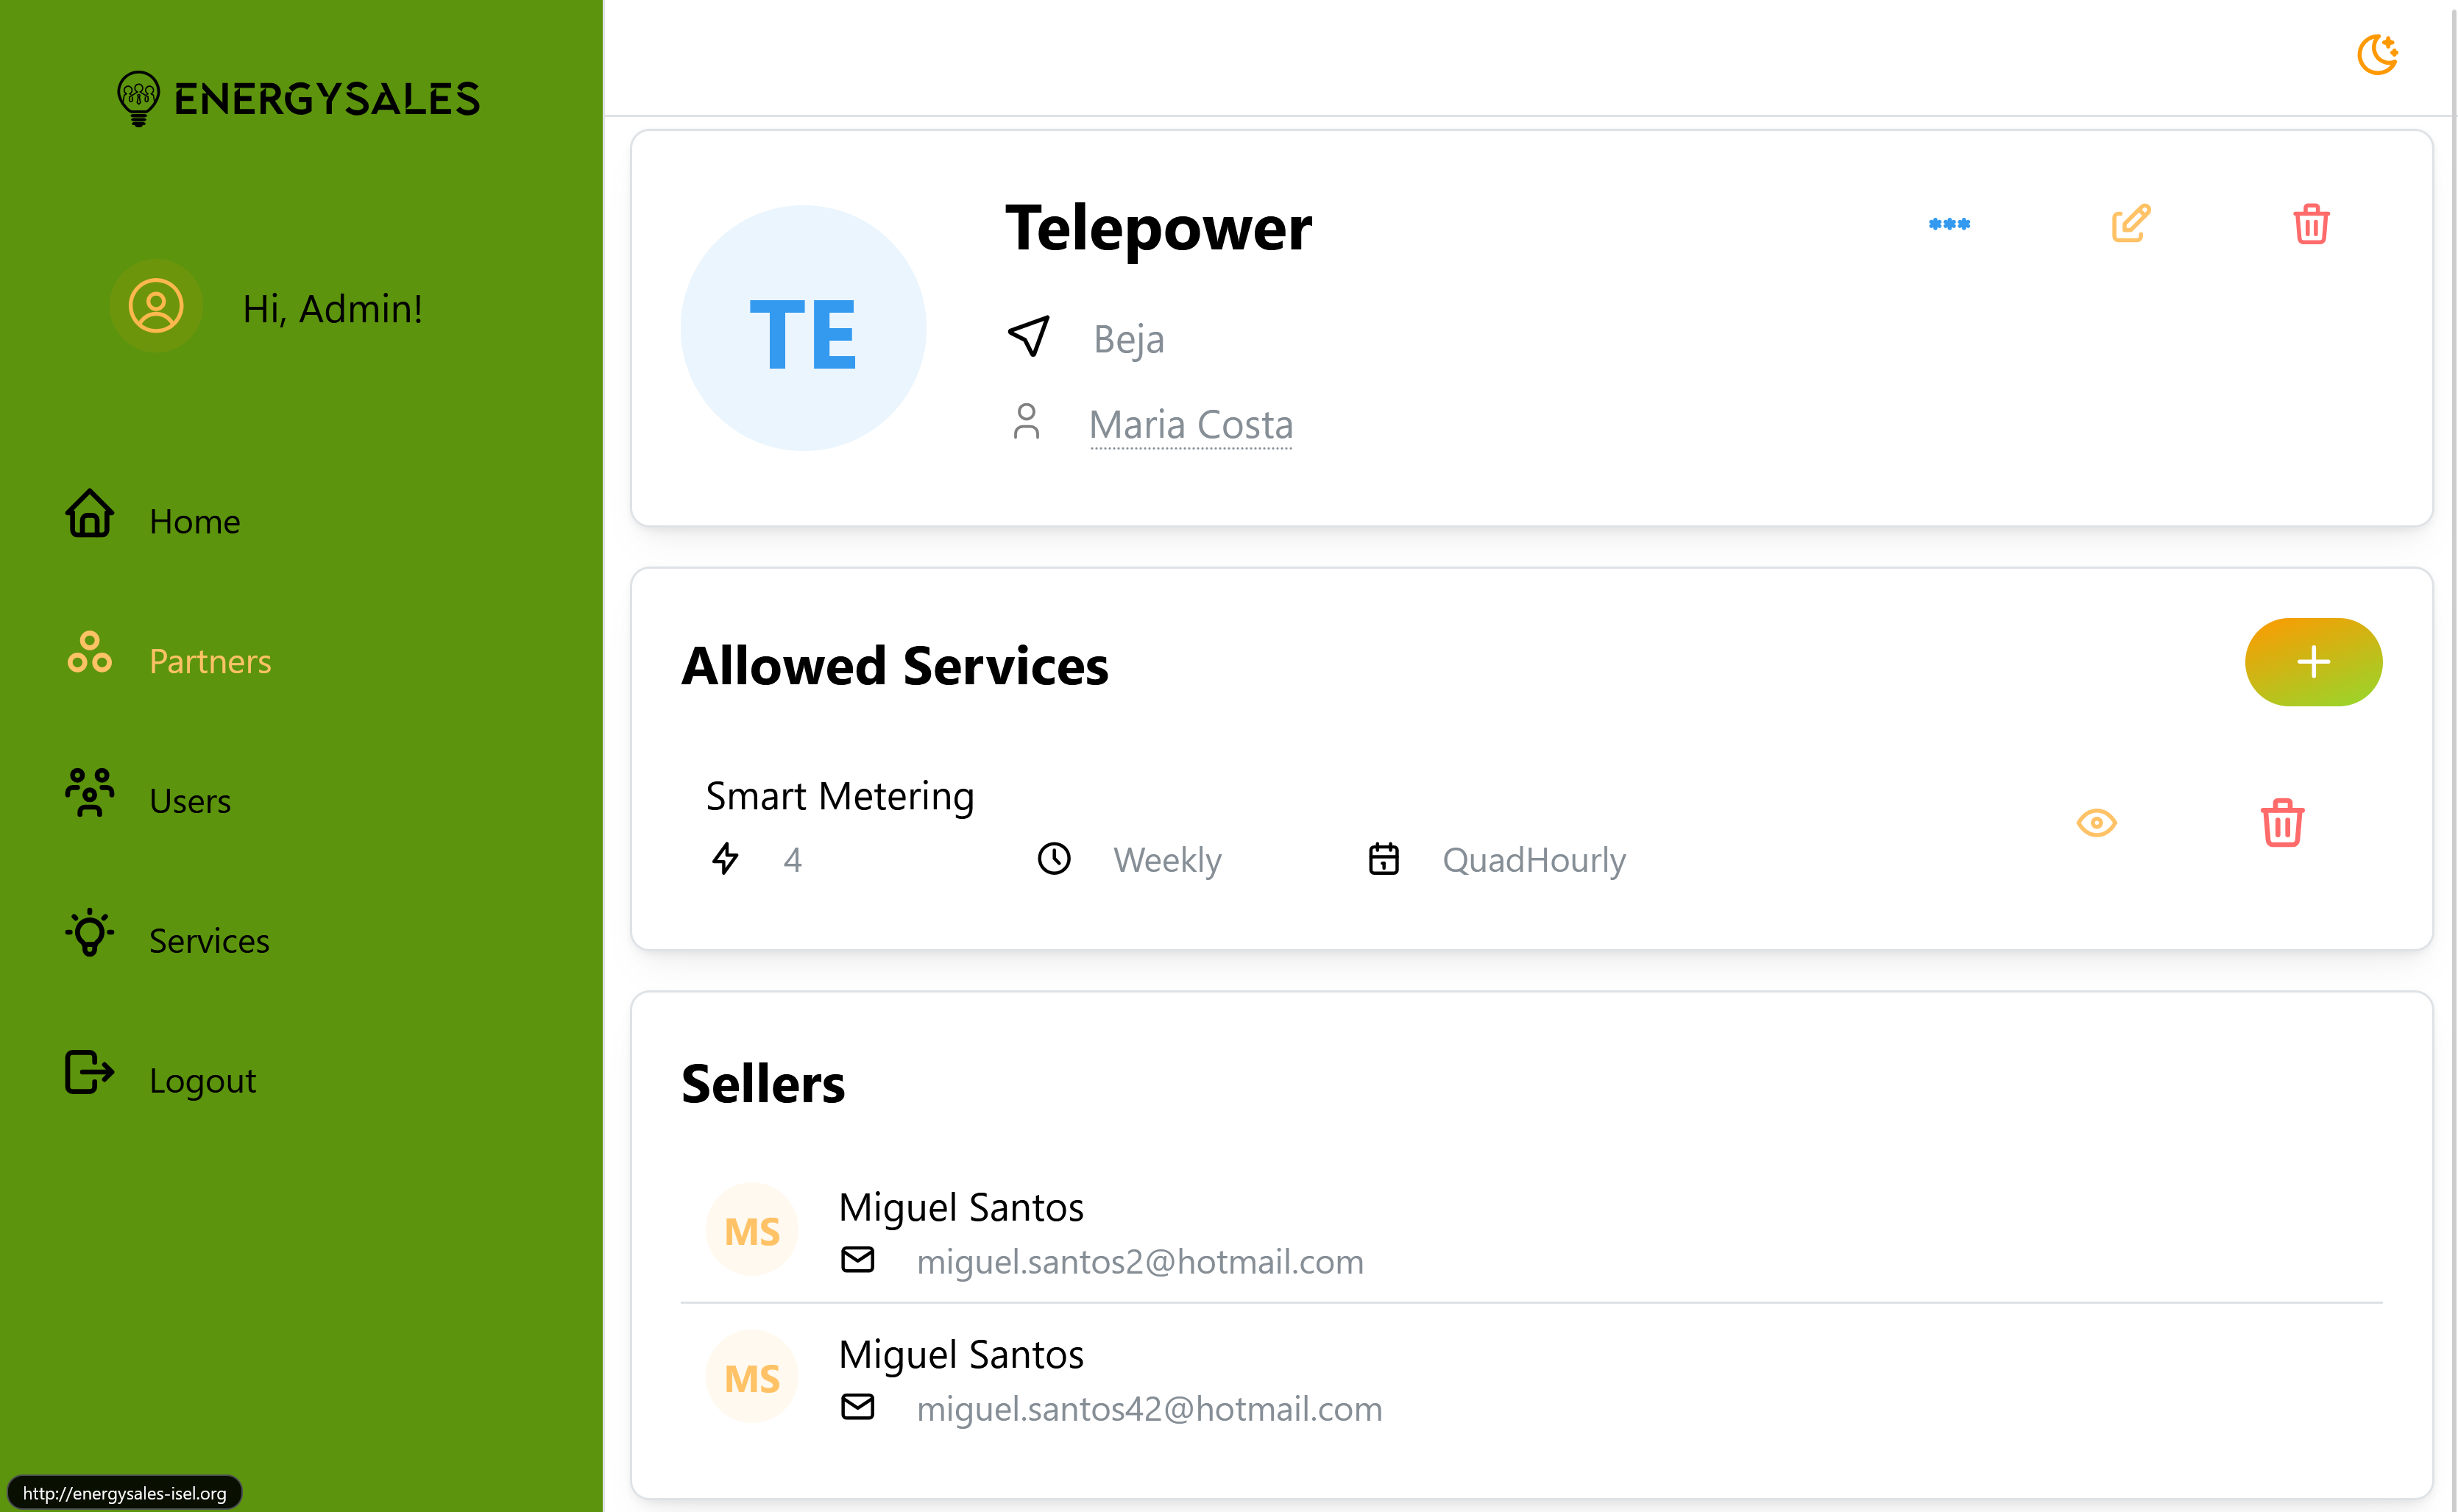 ENERGYSALES
Hi, Admin!
Home
Partners
Users
Services
Logout
http://energysales-isel.org
TE
Telepower
***
Beja
Maria Costa
Allowed Services
+
Smart Metering
4 Weekly QuadHourly
Sellers
MS
Miguel Santos
miguel.santos2@hotmail.com
MS
Miguel Santos
miguel.santos42@hotmail.com